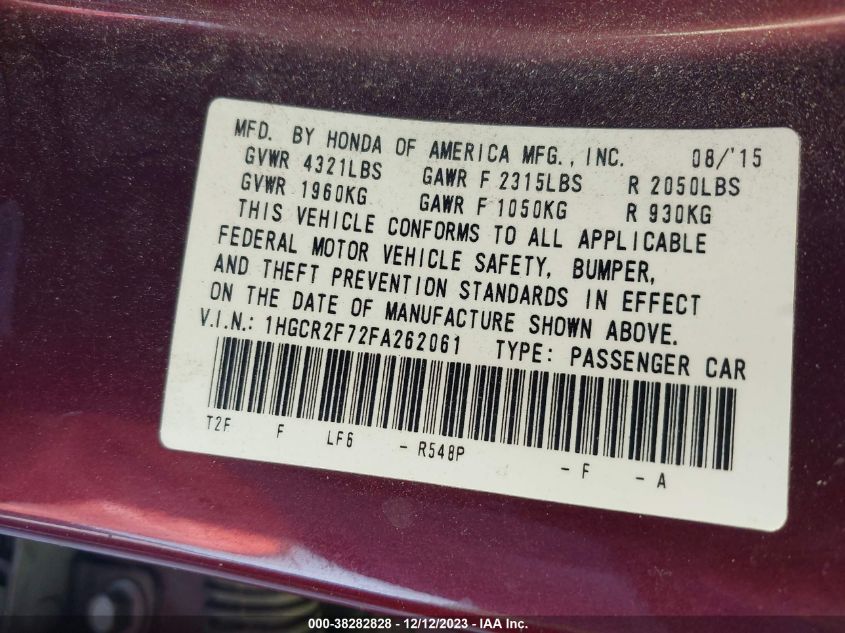 MFD. BY HONDA OF AMERICA MFG., INC. 08/'15
GVWR 4321LBS GAWR F 2315LBS R 2050LBS
GVWR 1960KG GAWR F 1050KG R 930KG
THIS VEHICLE CONFORMS TO ALL APPLICABLE
FEDERAL MOTOR VEHICLE SAFETY, BUMPER,
AND THEFT PREVENTION STANDARDS IN EFFECT
ON THE DATE OF MANUFACTURE SHOWN ABOVE.
V.I.N.: 1HGCR2F72FA262061 TYPE: PASSENGER CAR
T2F F LF6 - R548P - F - A
000-38282828 - 12/12/2023 - IAA Inc.